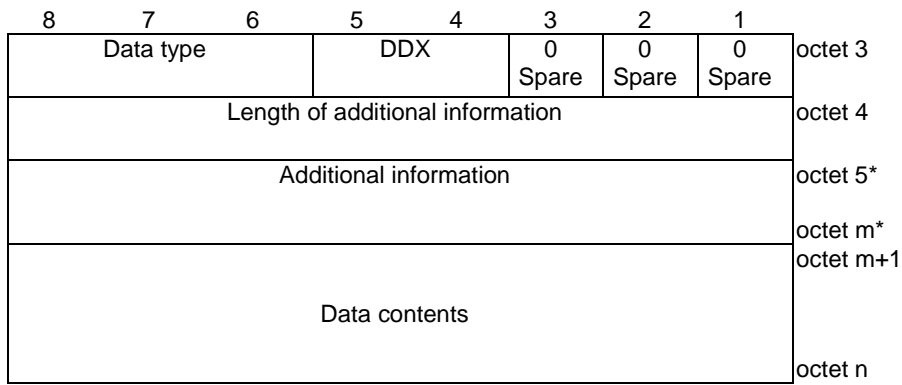 8 7 6 5 4 3 2 1
Data type DDX 0 0 0 octet 3
Spare Spare Spare
Length of additional information octet 4
Additional information octet 5*
octet m*
octet m+1
Data contents
octet n